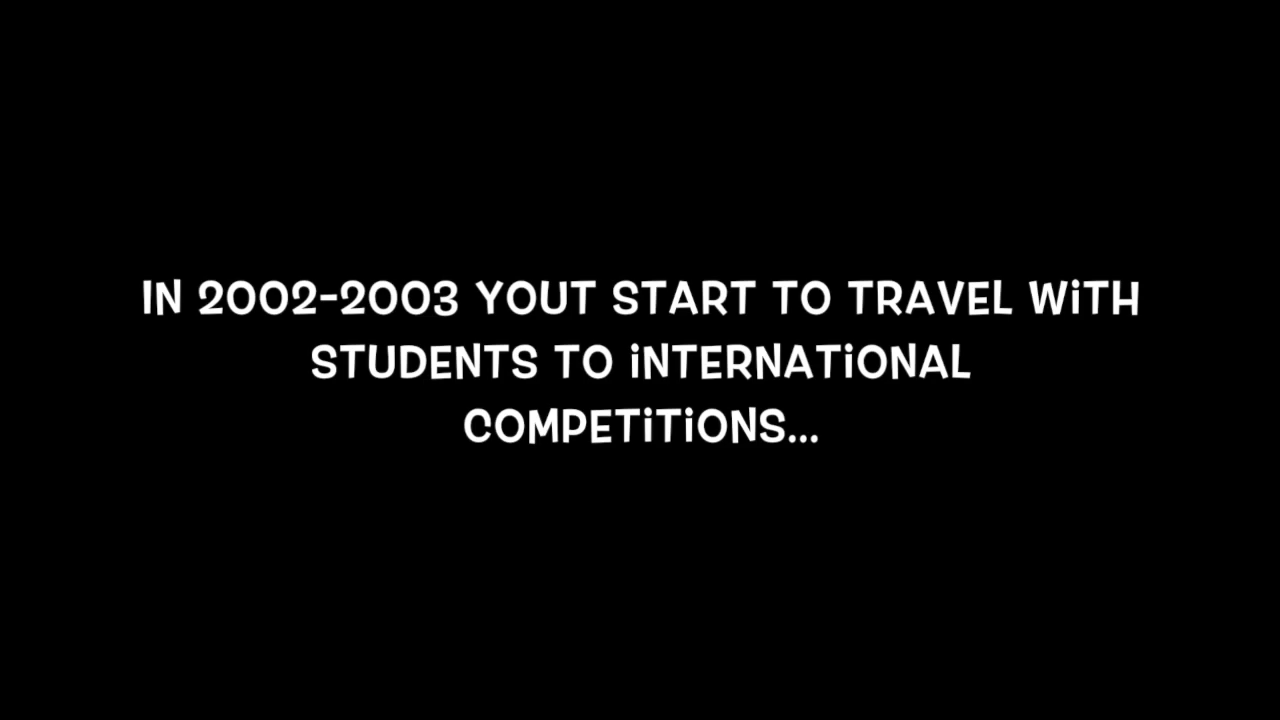 IN 2002-2003 YOUT START TO TRAVEL WiTH
STUDENTS TO iNTERNATiONAL
COMPETiTiONS...